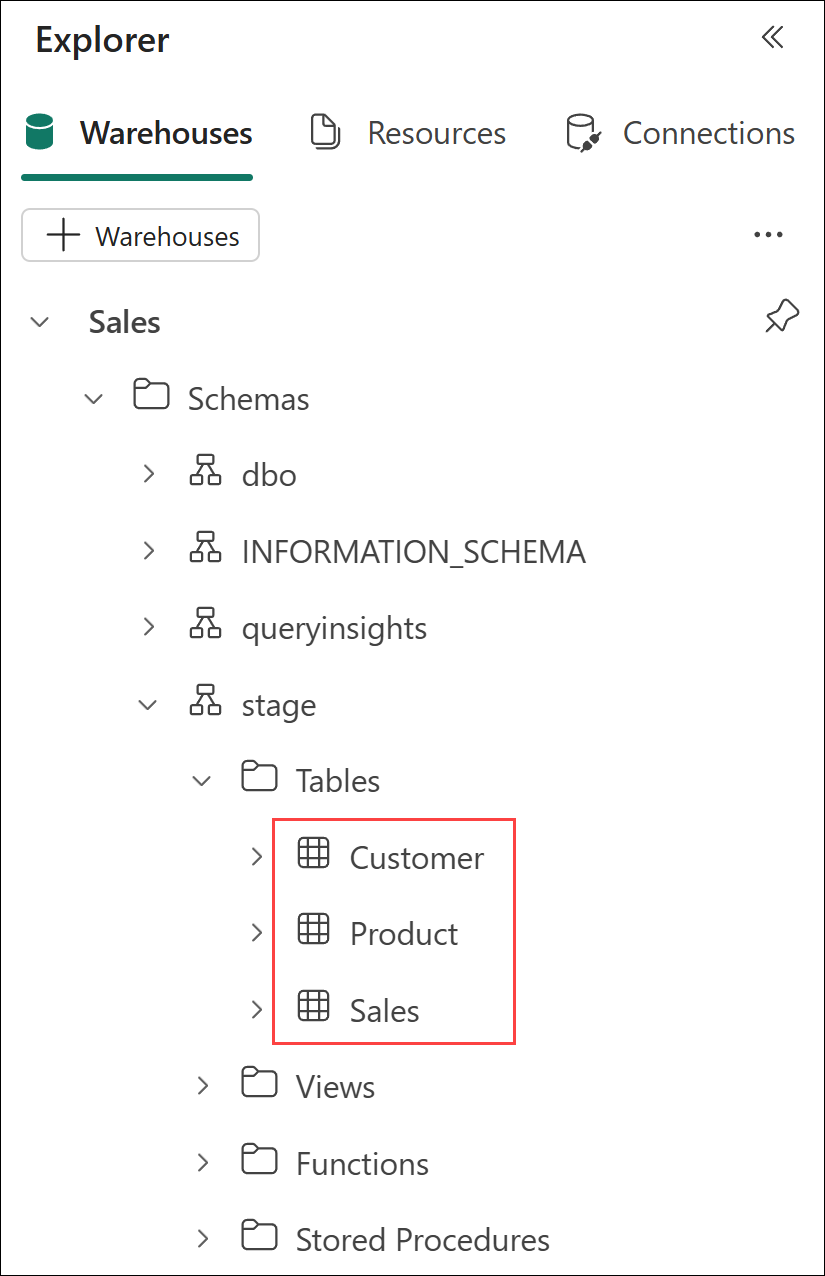 Explorer
Warehouses Resources Connections
Warehouses
Sales
Schemas
dbo
INFORMATION_SCHEMA
queryinsights
stage
Tables
Customer
Product
Sales
Views
Functions
Stored Procedures